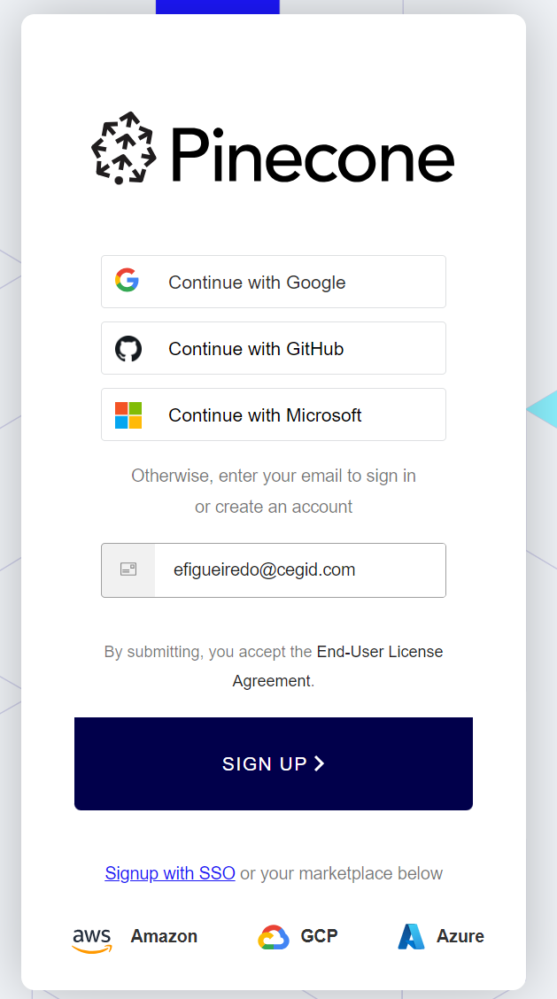 Pinecone
Continue with Google
Continue with GitHub
Continue with Microsoft
Otherwise, enter your email to sign in
or create an account
efigueiredo@cegid.com
By submitting, you accept the End-User License
Agreement.
SIGN UP
Signup with SSO or your marketplace below
aws Amazon GCP Azure